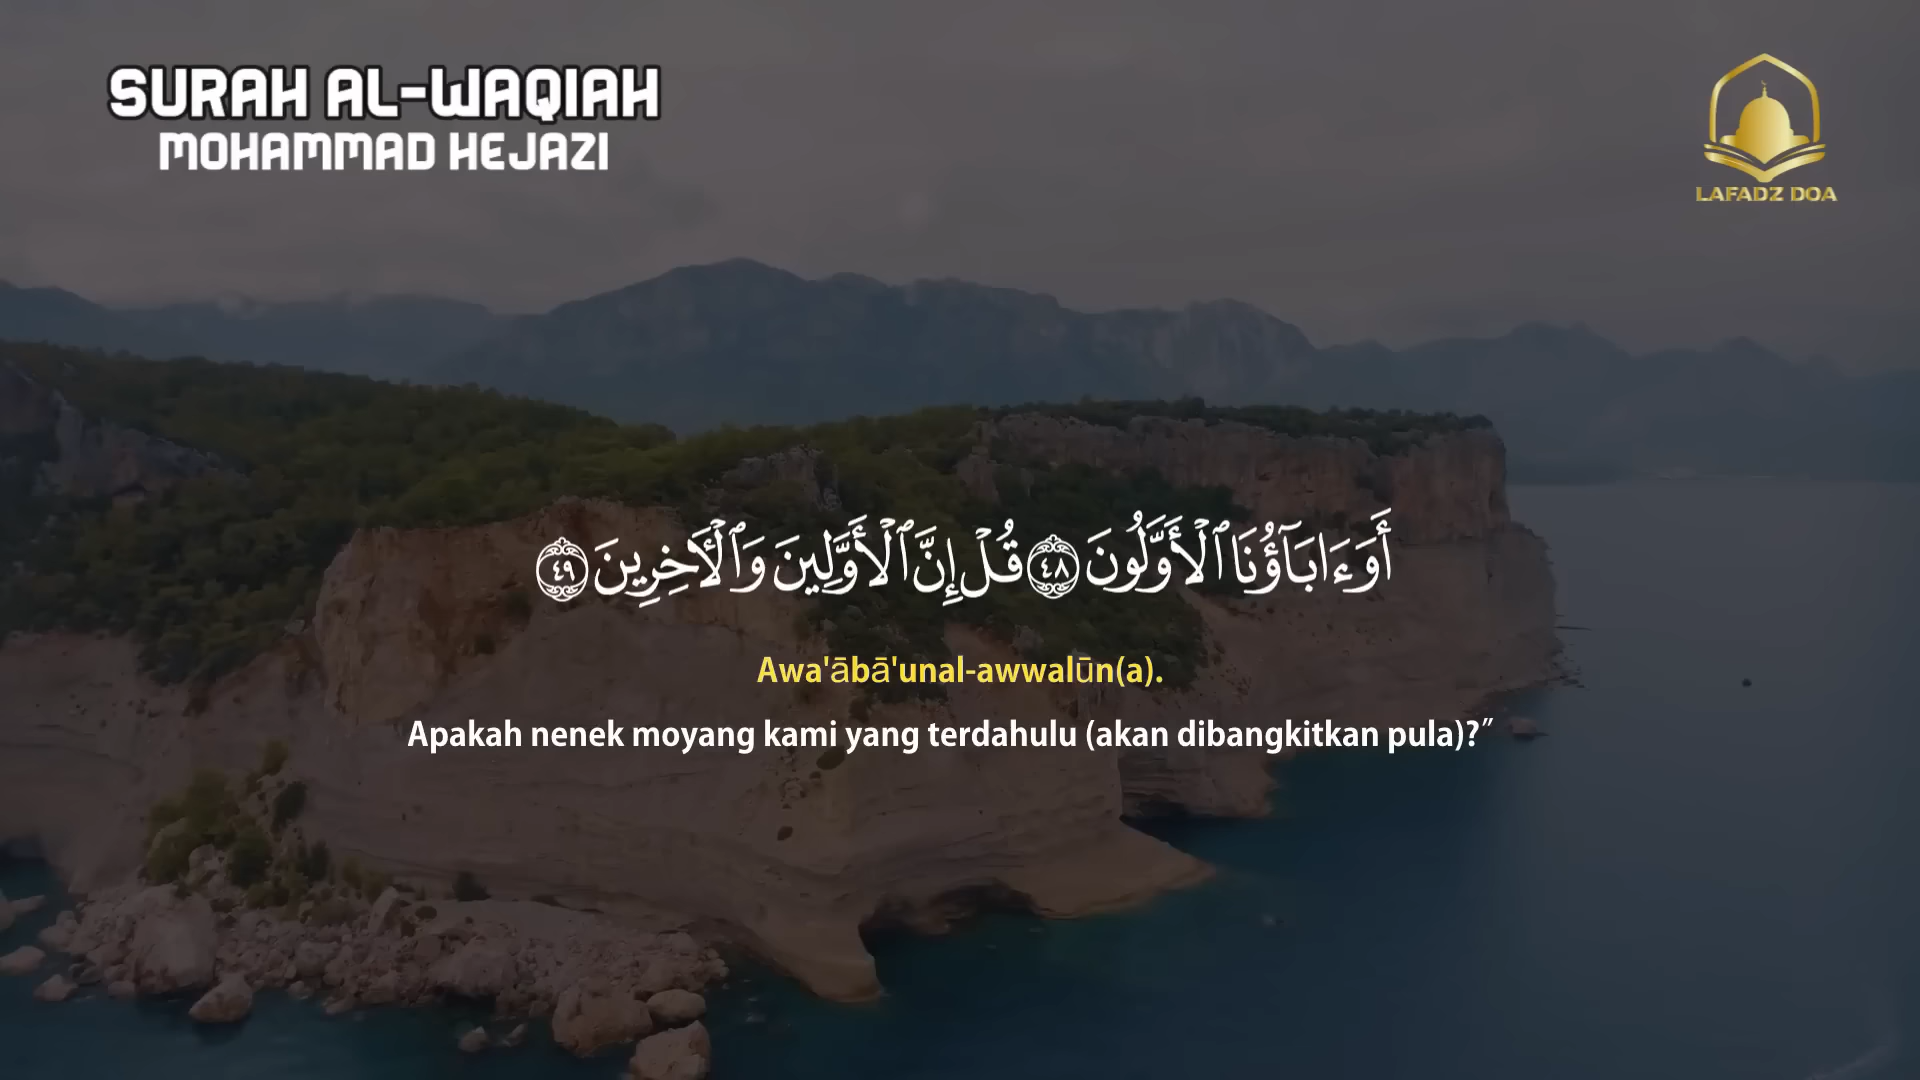 SURAH AL-WAQIAH
MOHAMMAD HEJAZI
LAFADZ DOA
أَوَءَابَآؤُنَا ٱلْأَوَّلُونَ ٤٨ قُلْ إِنَّ ٱلْأَوَّلِينَ وَٱلْـَٔاخِرِينَ ٤٩
Awa'ābā'unal-awwalūn(a).
Apakah nenek moyang kami yang terdahulu (akan dibangkitkan pula)?”